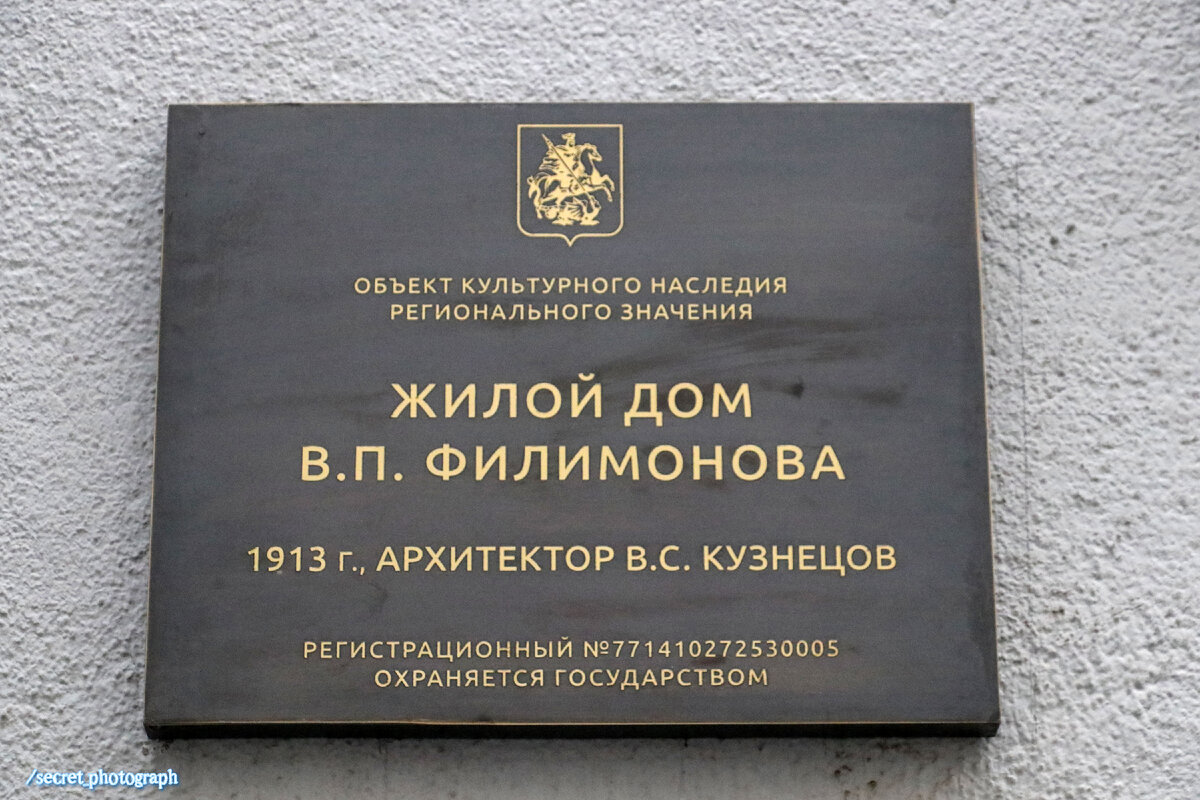 ОБЪЕКТ КУЛЬТУРНОГО НАСЛЕДИЯ
РЕГИОНАЛЬНОГО ЗНАЧЕНИЯ
ЖИЛОЙ ДОМ
В.П. ФИЛИМОНОВА
1913 г., АРХИТЕКТОР В.С. КУЗНЕЦОВ
РЕГИСТРАЦИОННЫЙ №771410272530005
ОХРАНЯЕТСЯ ГОСУДАРСТВОМ
/secret_photograph